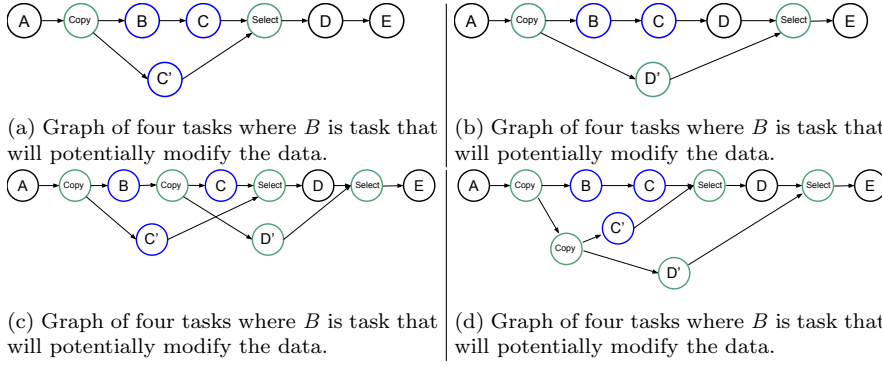 A Copy B C Select D E
C'
(a) Graph of four tasks where B is task that
will potentially modify the data.
A Copy B C D Select E
D'
(b) Graph of four tasks where B is task that
will potentially modify the data.
A Copy B Copy C Select D Select E
C' D'
(c) Graph of four tasks where B is task that
will potentially modify the data.
A Copy B C Select D Select E
C'
Copy
D'
(d) Graph of four tasks where B is task that
will potentially modify the data.